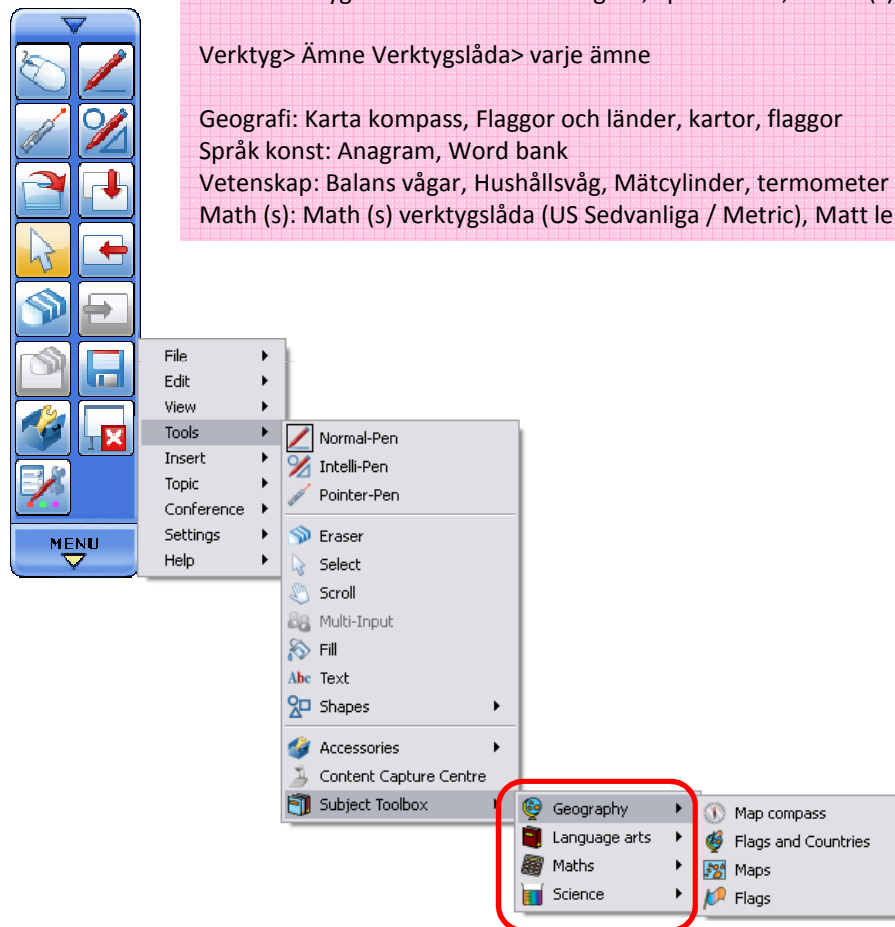 Verktyg> Ämne Verktygslåda> varje ämne
Geografi: Karta kompass, Flaggor och länder, kartor, flaggor
Språk konst: Anagram, Word bank
Vetenskap: Balans vågar, Hushållsvåg, Mätcylinder, termometer
Math (s): Math (s) verktygslåda (US Sedvanliga / Metric), Matt le
MENU
File
Edit
View
Tools
Insert
Topic
Conference
Settings
Help
Normal-Pen
Intelli-Pen
Pointer-Pen
Eraser
Select
Scroll
Multi-Input
Fill
Abc Text
Shapes
Accessories
Content Capture Centre
Subject Toolbox
Geography
Language arts
Maths
Science
Map compass
Flags and Countries
Maps
Flags